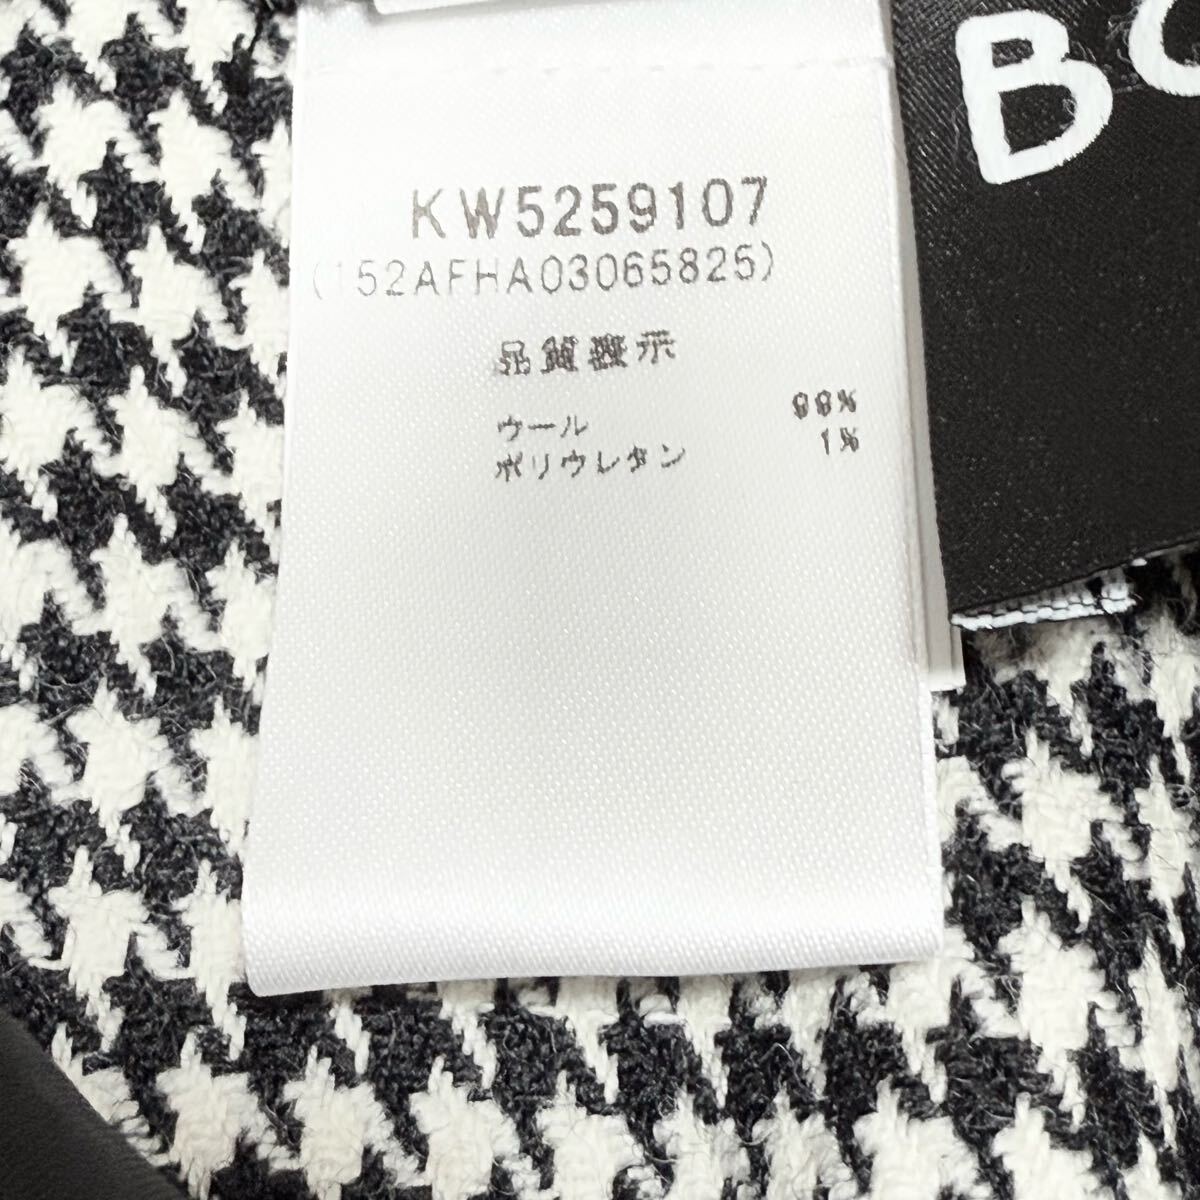 BO
KW5259107
(152AFHA03065825)
品質表示
ウール 99%
ポリウレタン 1%